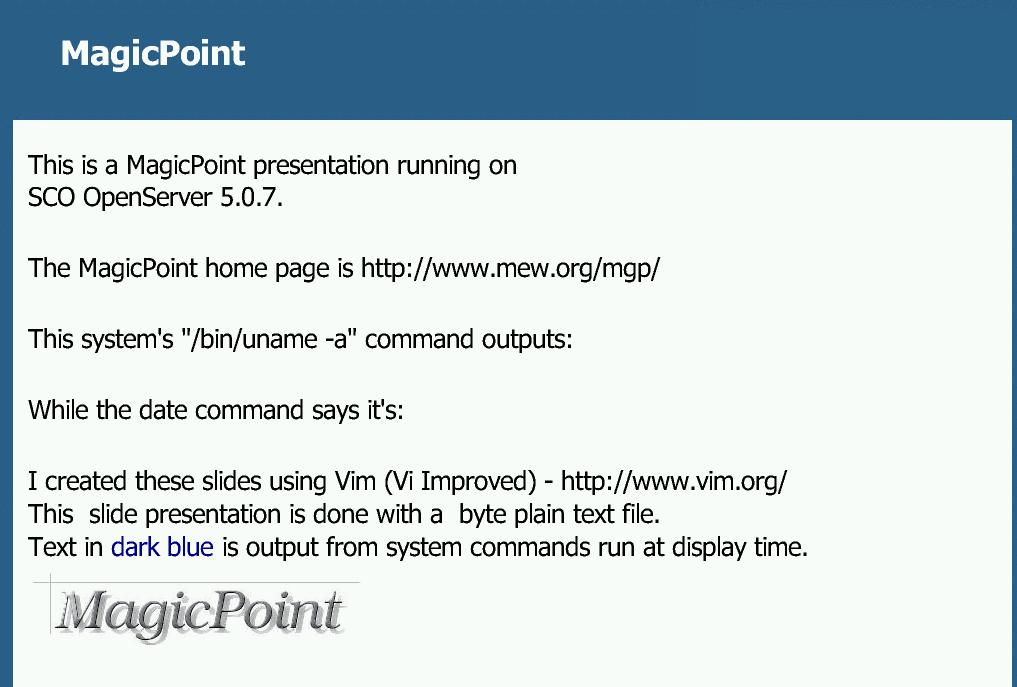 MagicPoint
This is a MagicPoint presentation running on
SCO OpenServer 5.0.7.
The MagicPoint home page is http://www.mew.org/mgp/
This system's "/bin/uname -a" command outputs:
While the date command says it's:
I created these slides using Vim (Vi Improved) - http://www.vim.org/
This  slide presentation is done with a  byte plain text file.
Text in dark blue is output from system commands run at display time.
MagicPoint